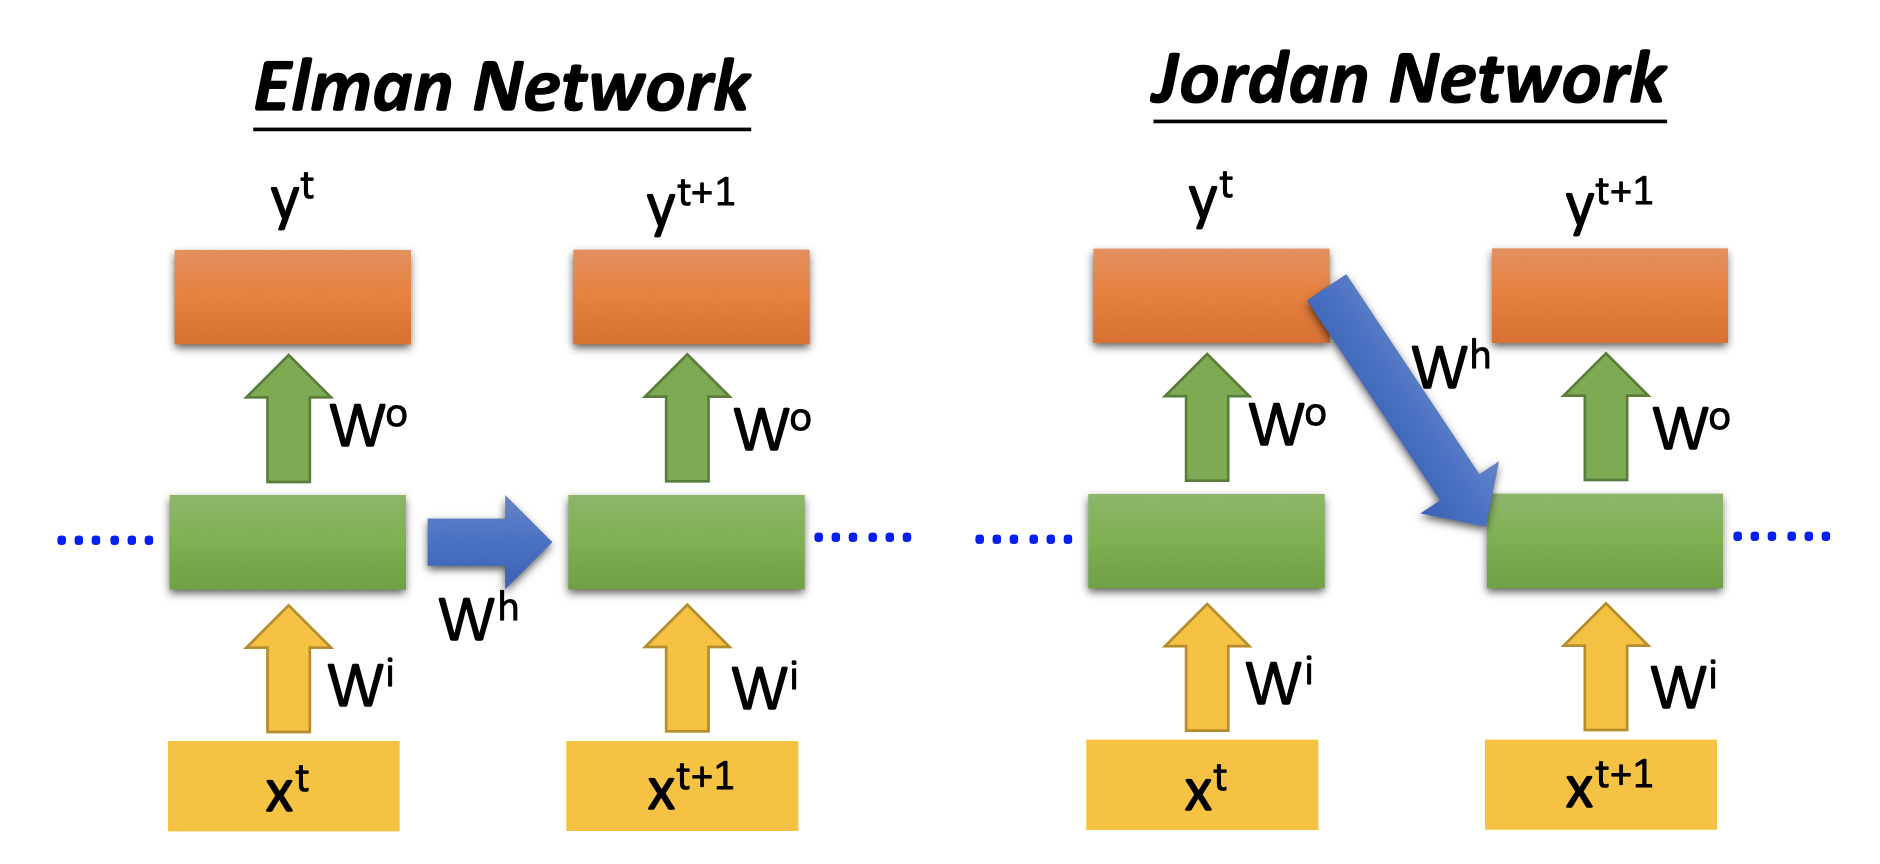 Elman Network
y^t
y^{t+1}
W^o
W^o
W^h
W^i
W^i
x^t
x^{t+1}
Jordan Network
y^t
y^{t+1}
W^h
W^o
W^o
W^i
W^i
x^t
x^{t+1}